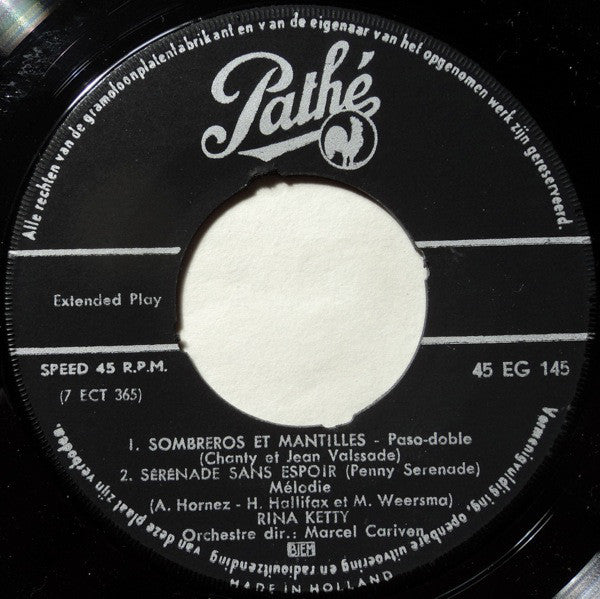 Alle rechten van de gramofoonplatenfabrikant en van de eigenaar van het opgenomen werk zijn gereserveerd.
Pathé
Extended Play
SPEED 45 R.P.M.
(7 ECT 365)
45 EG 145
1. SOMBREROS ET MANTILLES - Paso-doble
(Chanty et Jean Valssade)
2. SÉRÉNADE SANS ESPOIR (Penny Serenade)
Mélodie
(A. Hornez - H. Hallifax et M. Weersma)
RINA KETTY
Orchestre dir.: Marcel Cariven
BIEM
Vermenigvuldiging, openbare uitvoering en radiouitzending van deze plaat zijn verboden.
MADE IN HOLLAND